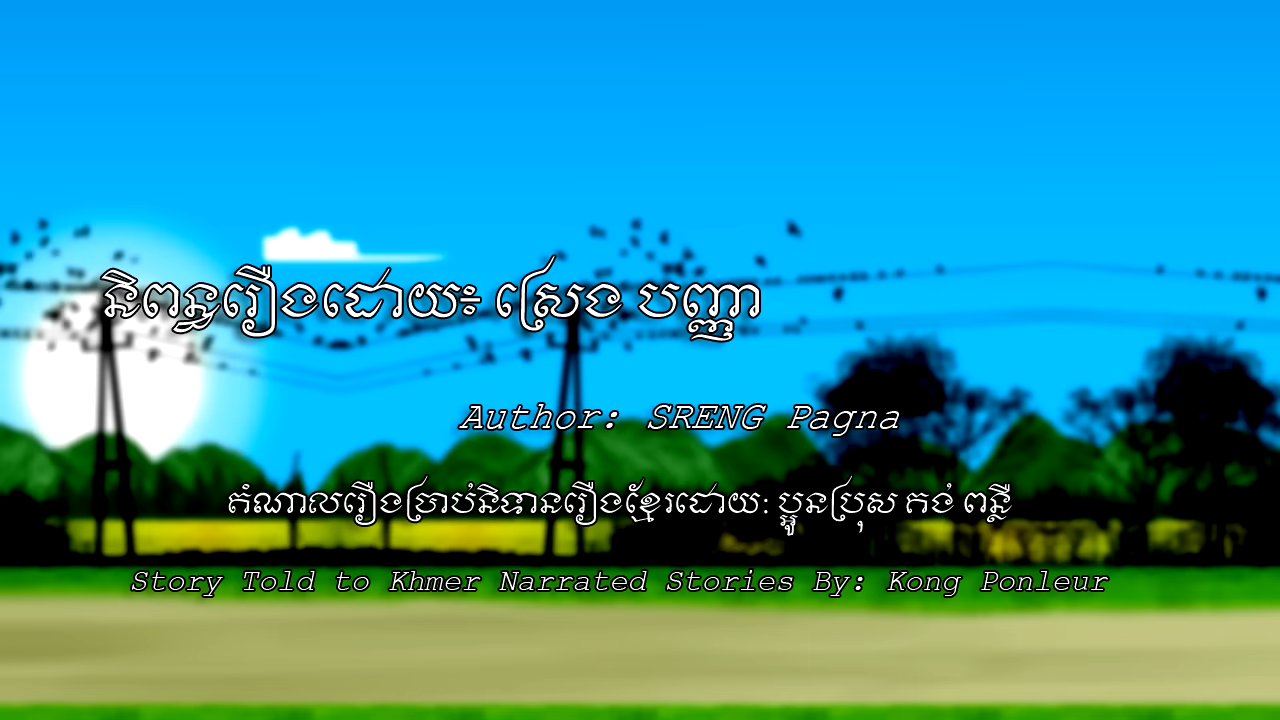 និពន្ធរឿងដោយ៖ ស្រេង បញ្ញា
Author: SRENG Pagna
កំណាលរឿងប្រាប់និទានរឿងខ្មែរដោយ: ប្អូនប្រុស កង់ ពន្លឺ
Story Told to Khmer Narrated Stories By: Kong Ponleur